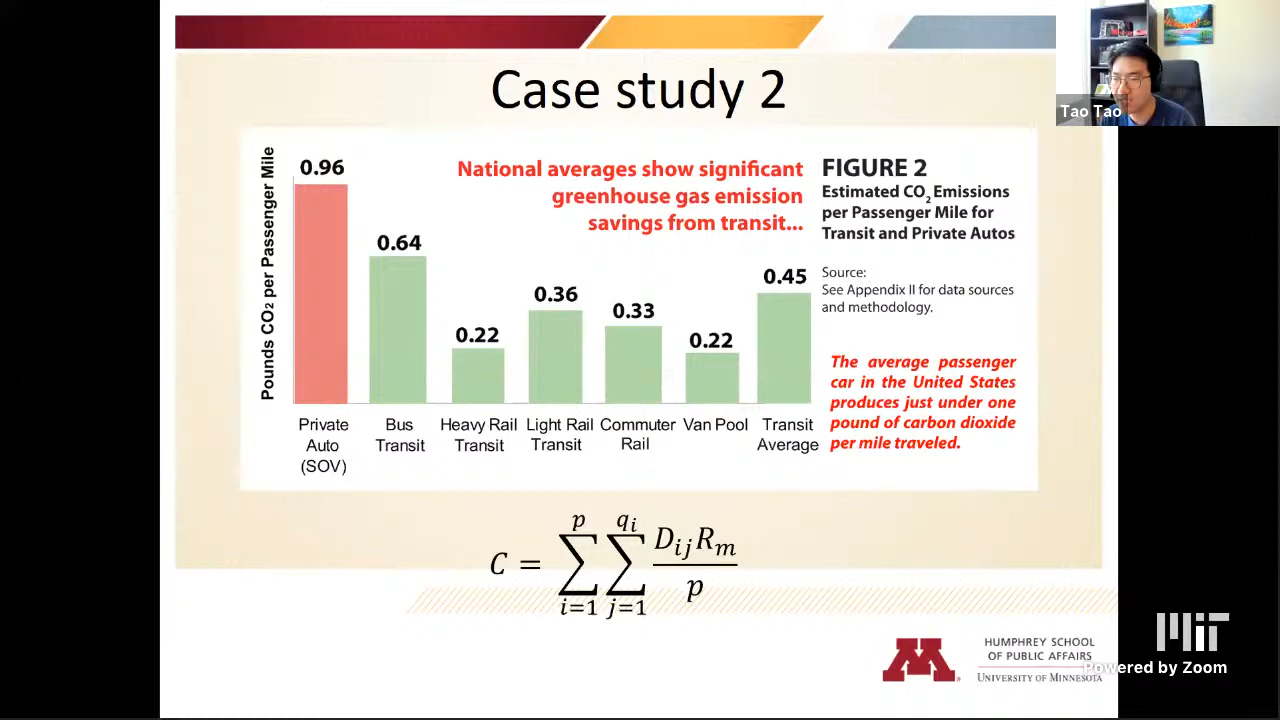 Case study 2
Tao Tao
Pounds CO2 per Passenger Mile
0.96
0.64
0.22
0.36
0.33
0.22
0.45
National averages show significant
greenhouse gas emission
savings from transit...
FIGURE 2
Estimated CO2 Emissions
per Passenger Mile for
Transit and Private Autos
Source:
See Appendix II for data sources
and methodology.
The average passenger
car in the United States
produces just under one
pound of carbon dioxide
per mile traveled.
Private
Auto
(SOV)
Bus
Transit
Heavy Rail
Transit
Light Rail
Transit
Commuter
Rail
Van Pool
Transit
Average
C = ∑_{i=1}^{p} ∑_{j=1}^{q_i} \frac{D_{ij}R_m}{p}
MIT
Powered by Zoom
M
HUMPHREY SCHOOL
OF PUBLIC AFFAIRS
UNIVERSITY OF MINNESOTA